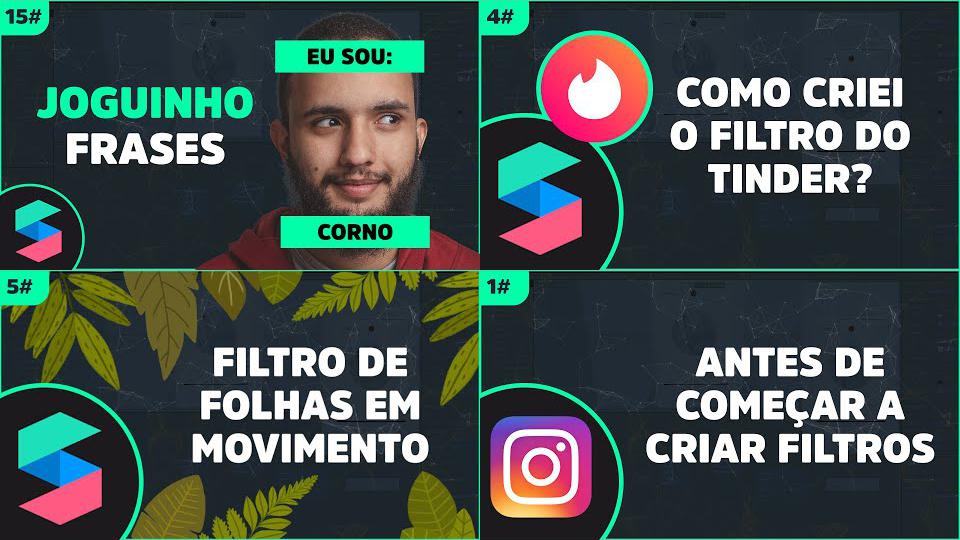 15#
EU SOU:
JOGUINHO
FRASES
CORNO
4#
COMO CRIEI
O FILTRO DO
TINDER?
5#
FILTRO DE
FOLHAS EM
MOVIMENTO
1#
ANTES DE
COMEÇAR A
CRIAR FILTROS